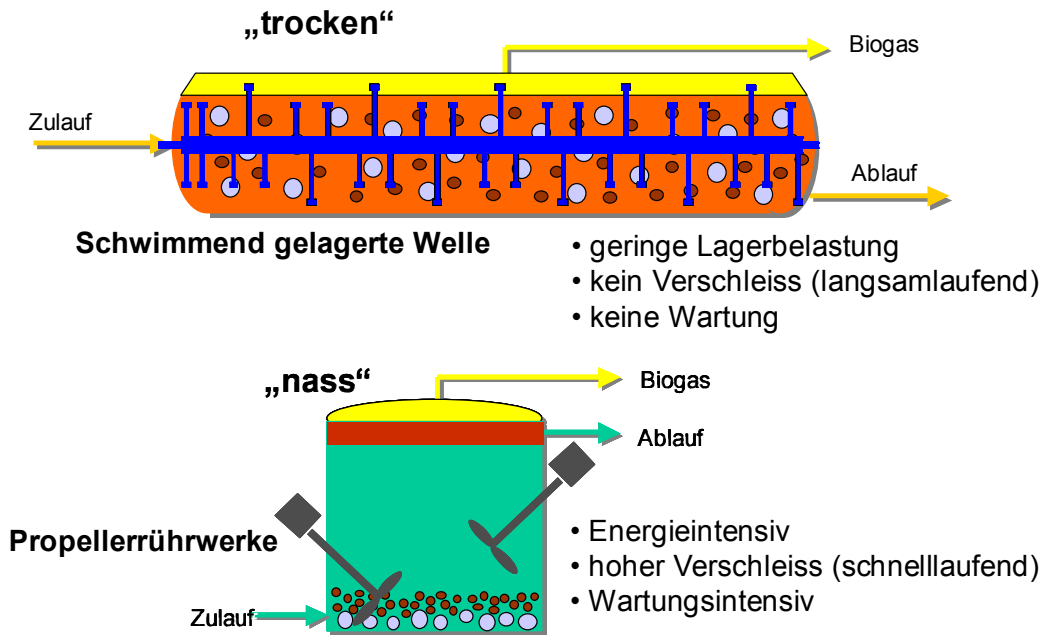 „trocken“
Biogas
Zulauf
Ablauf
Schwimmend gelagerte Welle
• geringe Lagerbelastung
• kein Verschleiss (langsamlaufend)
• keine Wartung
„nass“
Biogas
Ablauf
Propellerrührwerke
• Energieintensiv
• hoher Verschleiss (schnelllaufend)
• Wartungsintensiv
Zulauf